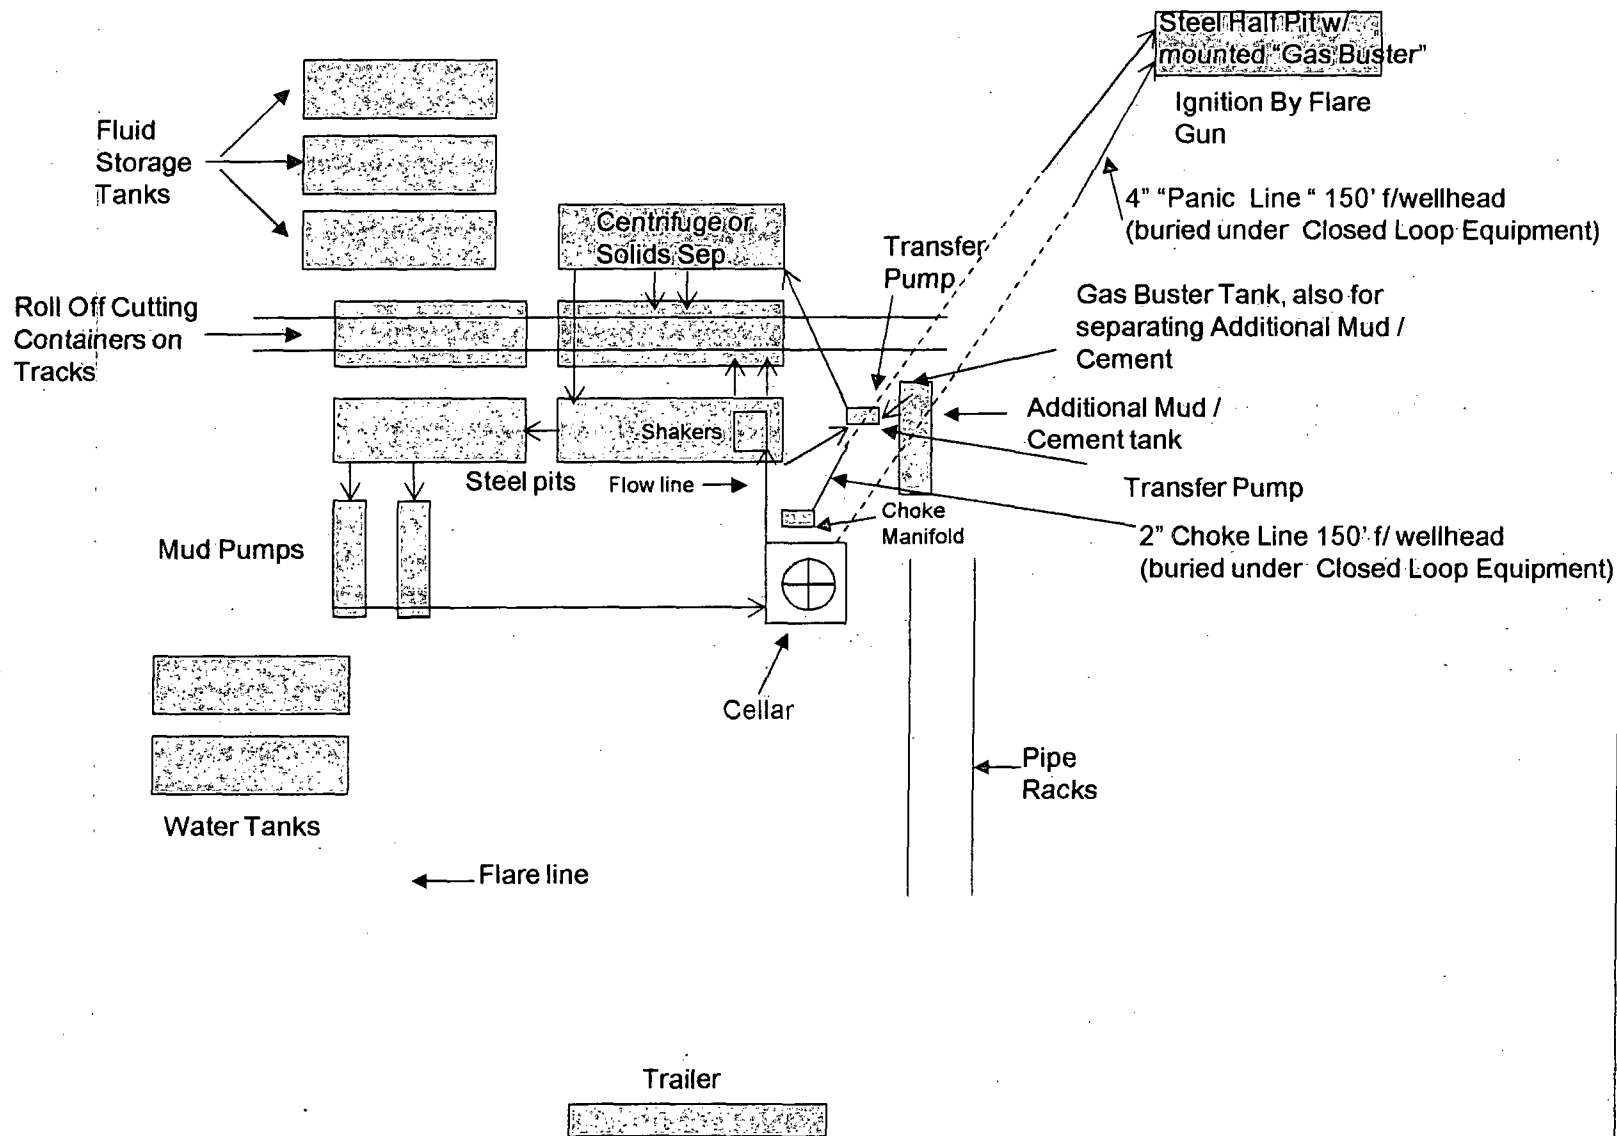 Steel Half Pit w/
mounted "Gas Buster"
Ignition By Flare
Gun
Fluid
Storage
Tanks
4" "Panic Line " 150' f/wellhead
(buried under Closed Loop Equipment)
Centrifuge or
Solids Sep
Transfer
Pump
Gas Buster Tank, also for
separating Additional Mud /
Cement
Roll Off Cutting
Containers on
Tracks
Additional Mud /
Cement tank
Shakers
Steel pits
Flow line
Transfer Pump
Choke
Manifold
2" Choke Line 150' f/ wellhead
(buried under Closed Loop Equipment)
Mud Pumps
Cellar
Pipe
Racks
Water Tanks
Flare line
Trailer